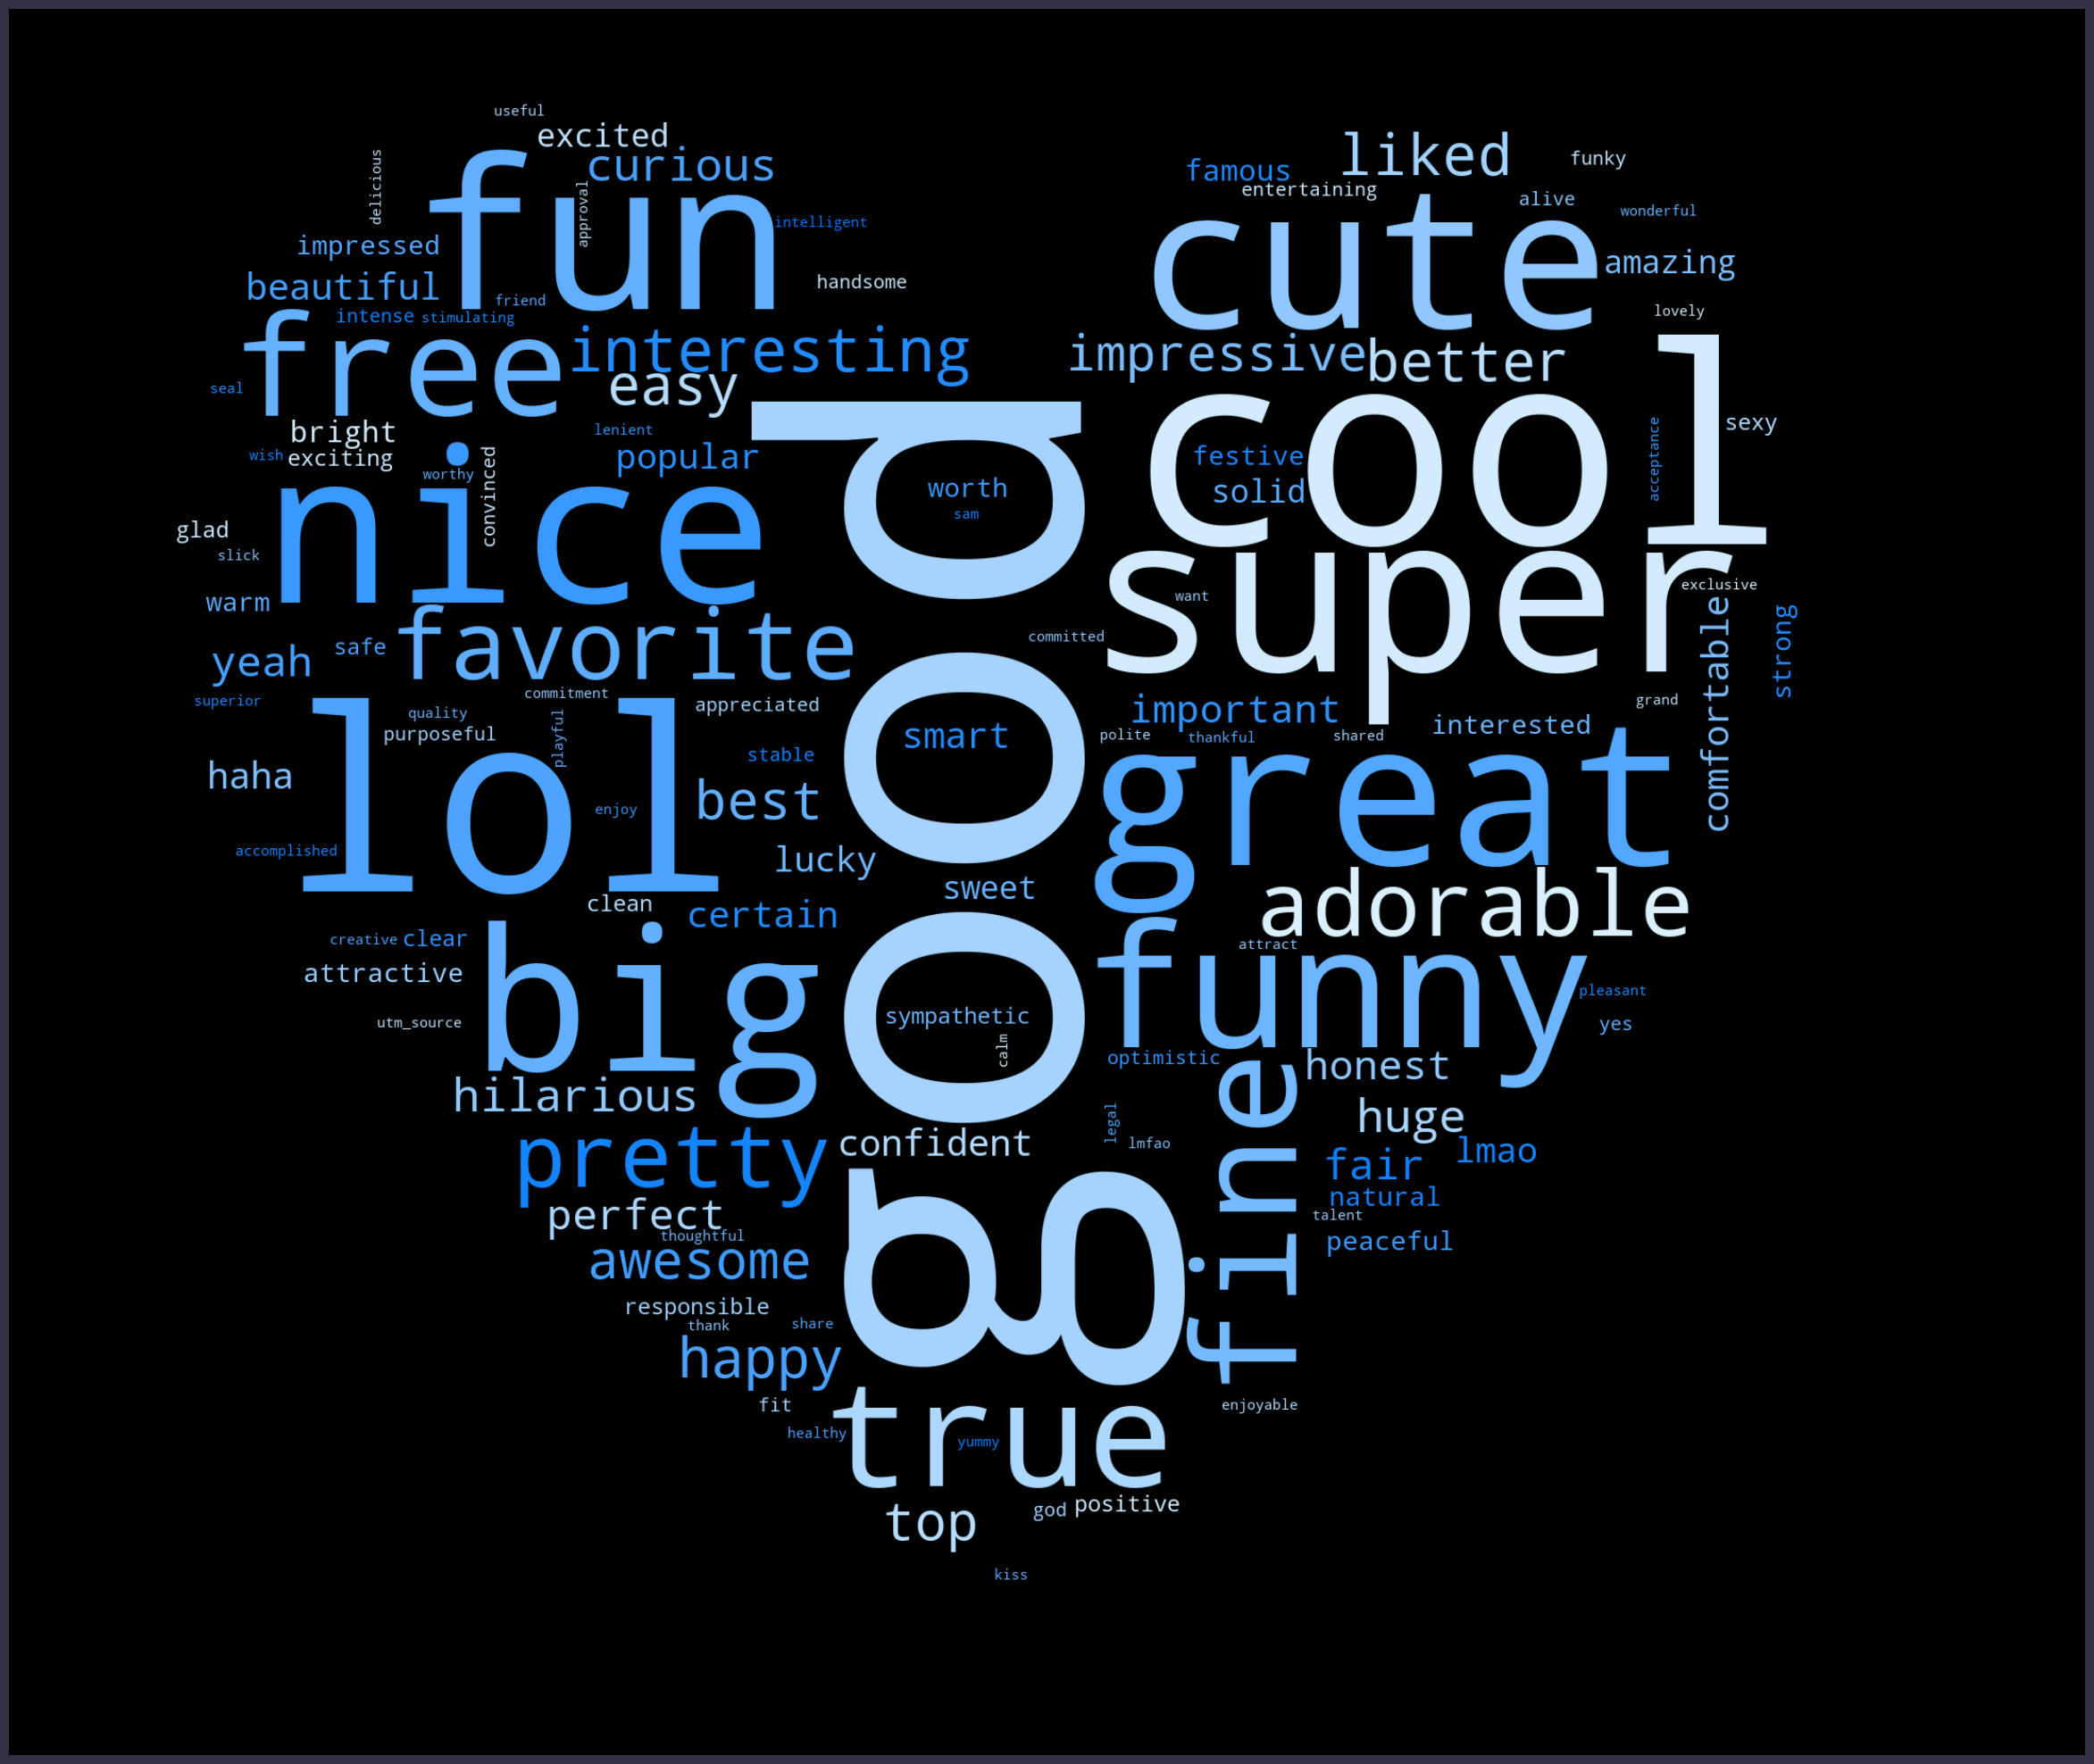 useful
excited
curious
delicious
fun
approval
intelligent
impressed
handsome
beautiful
friend
intense
stimulating
free
interesting
easy
seal
bright
lenient
wish
exciting
worthy
convinced
popular
nice
glad
slick
warm
favorite
yeah
safe
superior
commitment
appreciated
quality
purposeful
playful
lol
haha
stable
enjoy
best
accomplished
lucky
clean
certain
creative
clear
attractive
big
utm_source
hilarious
pretty
perfect
thoughtful
awesome
responsible
thank
share
happy
fit
healthy
good
worth
sam
smart
sweet
sympathetic
calm
confident
true
yummy
top
god
positive
kiss
liked
famous
funky
entertaining
alive
wonderful
cute
amazing
lovely
impressive
better
cool
sexy
acceptance
festive
solid
super
want
exclusive
committed
comfortable
strong
grand
important
interested
polite
thankful
shared
great
adorable
attract
funny
pleasant
yes
optimistic
honest
fine
huge
legal
lmfao
fair
lmao
natural
talent
peaceful
enjoyable